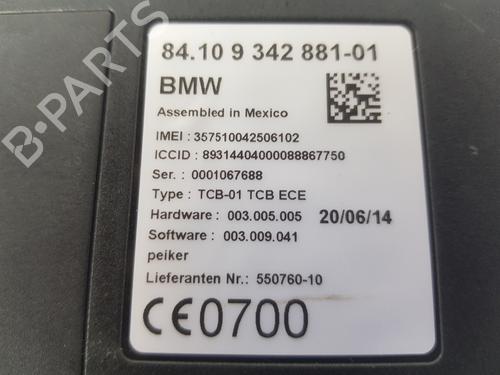 84.10 9 342 881-01
BMW
Assembled in Mexico
IMEI : 357510042506102
ICCID : 89314404000088867750
Ser. : 0001067688
Type : TCB-01 TCB ECE
Hardware : 003.005.005 20/06/14
Software : 003.009.041
peiker
Lieferanten Nr.: 550760-10
CE0700
B-PARTS